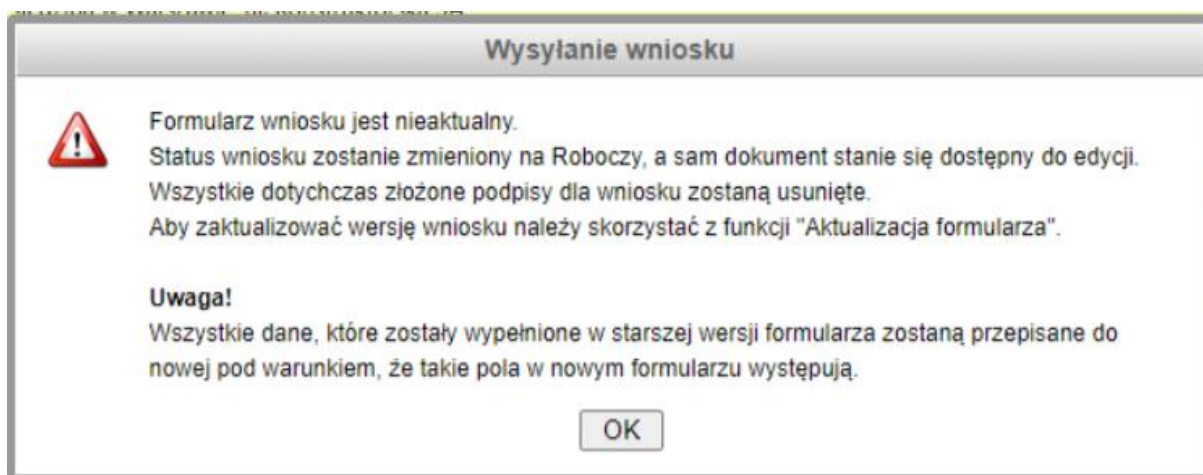 Wysyłanie wniosku
Formularz wniosku jest nieaktualny.
Status wniosku zostanie zmieniony na Roboczy, a sam dokument stanie się dostępny do edycji.
Wszystkie dotychczas złożone podpisy dla wniosku zostaną usunięte.
Aby zaktualizować wersję wniosku należy skorzystać z funkcji "Aktualizacja formularza".
Uwaga!
Wszystkie dane, które zostały wypełnione w starszej wersji formularza zostaną przepisane do
nowej pod warunkiem, że takie pola w nowym formularzu występują.
OK